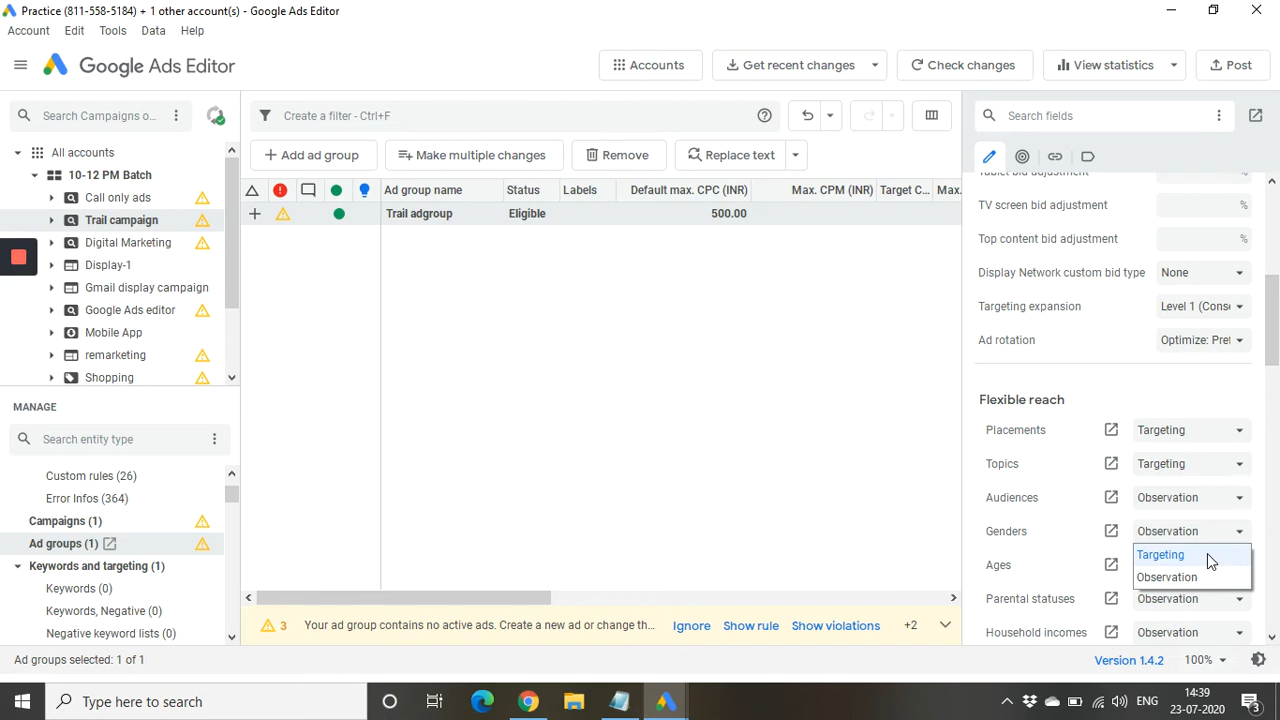 Practice (811-558-5184) + 1 other account(s) - Google Ads Editor
Account Edit Tools Data Help
Google Ads Editor
Accounts
Get recent changes
Check changes
View statistics
Post
Search Campaigns o...
Create a filter - Ctrl+F
Search fields
All accounts
10-12 PM Batch
Call only ads
Trail campaign
Digital Marketing
Display-1
Gmail display campaign
Google Ads editor
Mobile App
remarketing
Shopping
MANAGE
Search entity type
Custom rules (26)
Error Infos (364)
Campaigns (1)
Ad groups (1)
Keywords and targeting (1)
Keywords (0)
Keywords, Negative (0)
Negative keyword lists (0)
Add ad group
Make multiple changes
Remove
Replace text
Ad group name Status Labels Default max. CPC (INR) Max. CPM (INR) Target C... Max.
Trail adgroup Eligible 500.00
3 Your ad group contains no active ads. Create a new ad or change th... Ignore Show rule Show violations +2
TV screen bid adjustment %
Top content bid adjustment %
Display Network custom bid type None
Targeting expansion Level 1 (Cons
Ad rotation Optimize: Pref
Flexible reach
Placements Targeting
Topics Targeting
Audiences Observation
Genders Observation
Targeting
Ages
Observation
Parental statuses Observation
Household incomes Observation
Ad groups selected: 1 of 1
Version 1.4.2 100%
Type here to search
ENG
14:39
23-07-2020
3